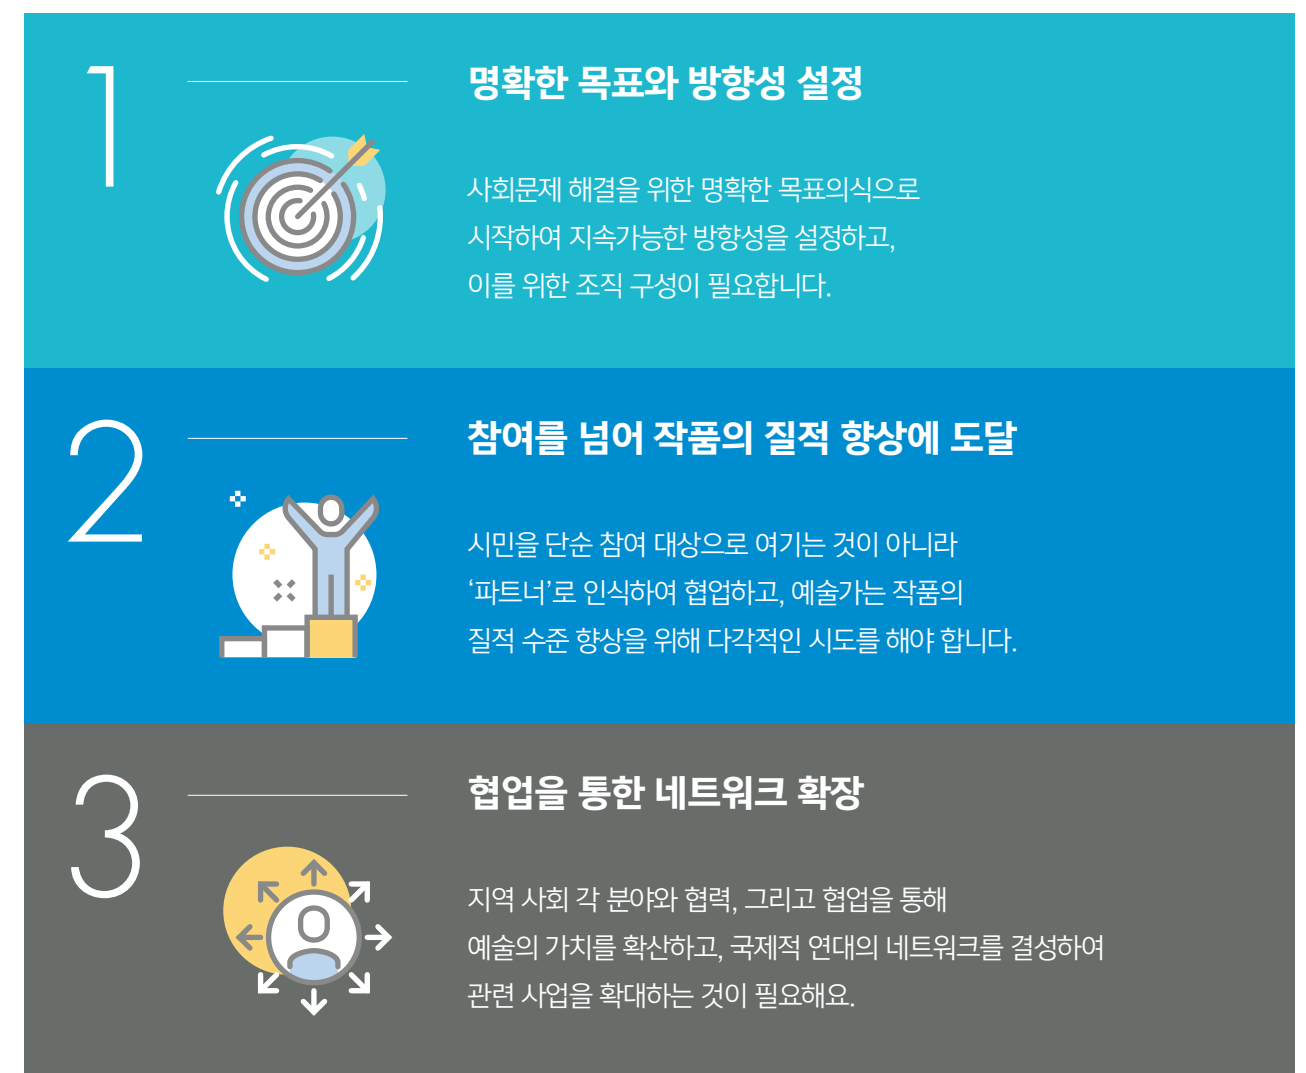 1
명확한 목표와 방향성 설정
사회문제 해결을 위한 명확한 목표의식으로
시작하여 지속가능한 방향성을 설정하고,
이를 위한 조직 구성이 필요합니다.
2
참여를 넘어 작품의 질적 향상에 도달
시민을 단순 참여 대상으로 여기는 것이 아니라
‘파트너’로 인식하여 협업하고, 예술가는 작품의
질적 수준 향상을 위해 다각적인 시도를 해야 합니다.
3
협업을 통한 네트워크 확장
지역 사회 각 분야와 협력, 그리고 협업을 통해
예술의 가치를 확산하고, 국제적 연대의 네트워크를 결성하여
관련 사업을 확대하는 것이 필요해요.